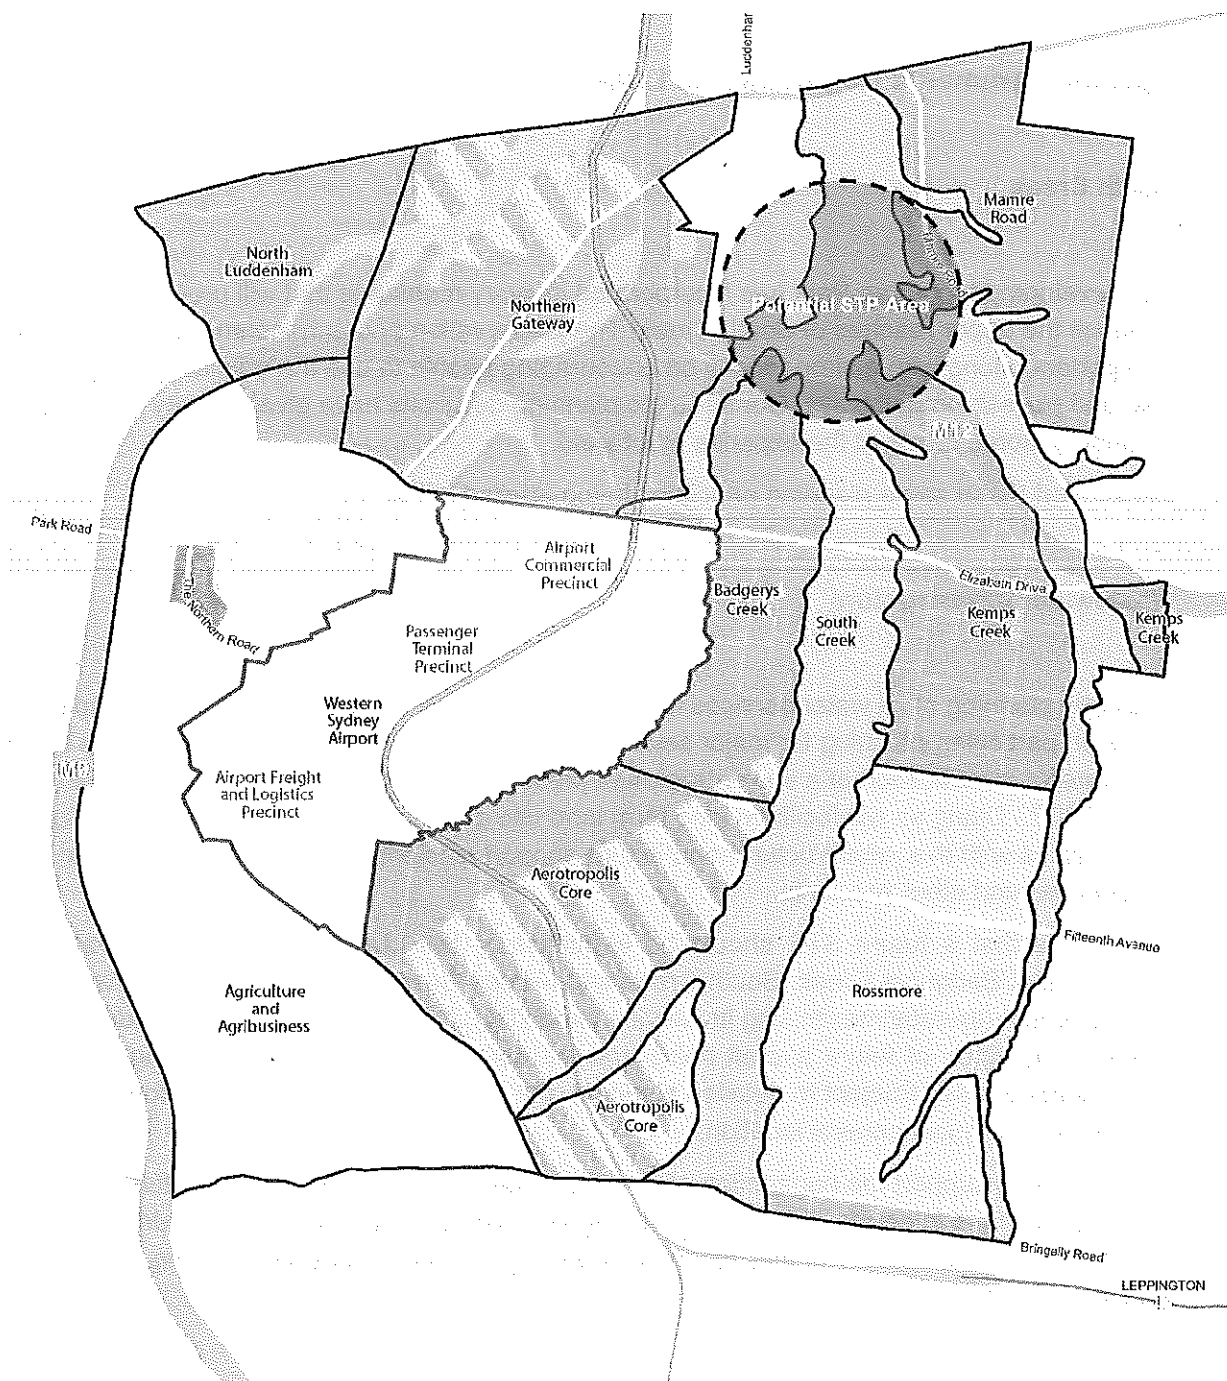 Luddenhar
Mamre
Road
North
Luddenham
Northern
Gateway
Potential STP Area
M12
Park Road
Airport
Commercial
Precinct
Elizabeth Drive
Badgerys
Creek
The Northern Road
South
Creek
Kemps
Creek
Kemps
Creek
Passenger
Terminal
Precinct
Western
Sydney
Airport
Airport Freight
and Logistics
Precinct
Aerotropolis
Core
Fifteenth Avenue
Agriculture
and
Agribusiness
Rossmore
Aerotropolis
Core
Bringelly Road
LEPPINGTON